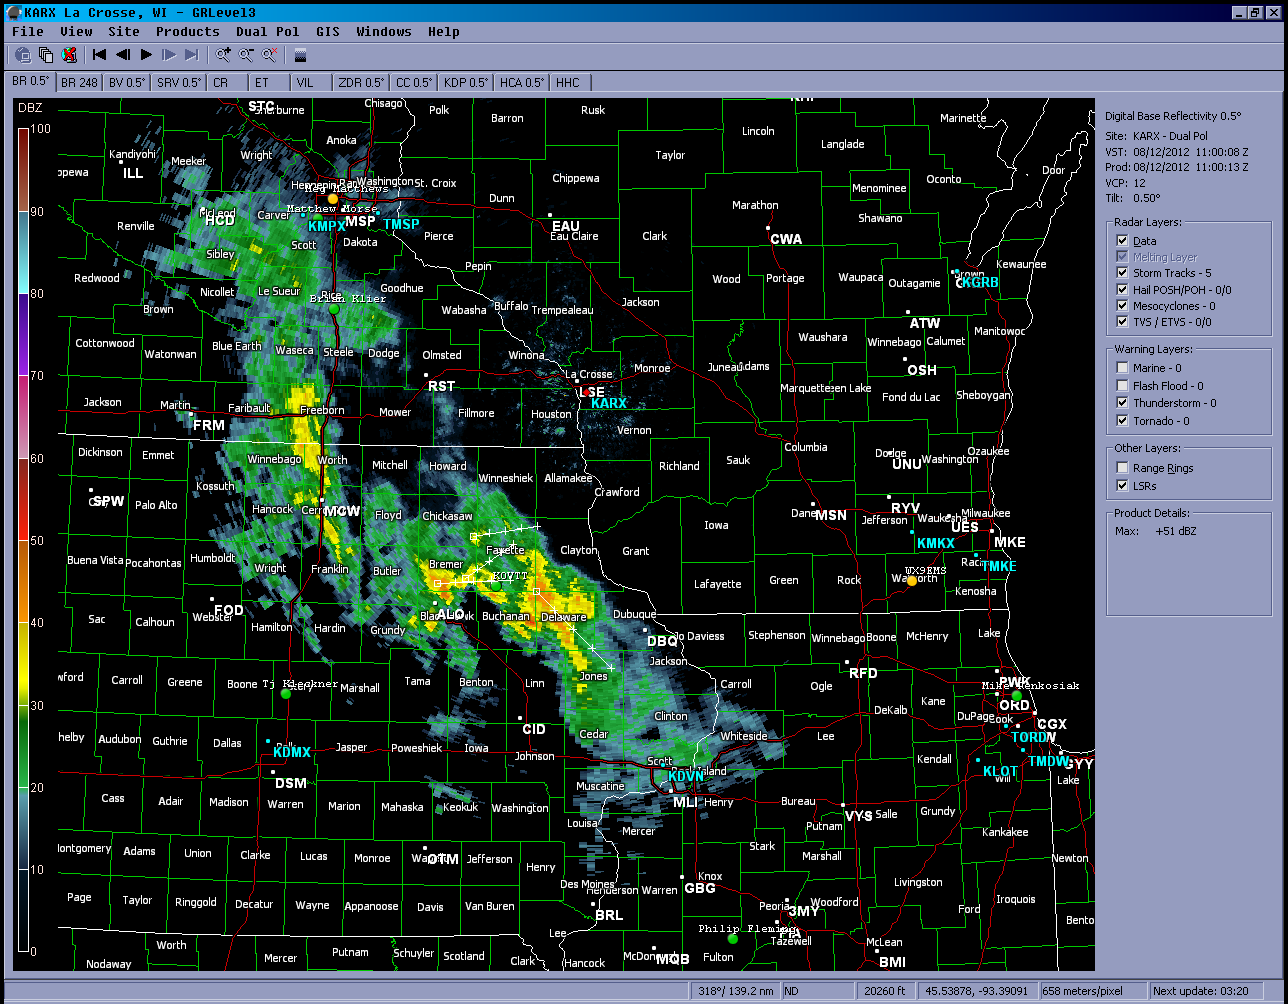 KARX La Crosse, WI - GRLevel3
File View Site Products Dual Pol GIS Windows Help
BR 0.5° BR 248 BV 0.5° SRV 0.5° CR ET VIL ZDR 0.5° CC 0.5° KDP 0.5° HCA 0.5° HHC
DBZ
100
90
80
70
60
50
40
30
20
10
0
STC Chisago Polk Barron Rusk Marinette
Anoka Lincoln Langlade
Kandiyohi Meeker Wright Taylor Door
ILL Hennepin Washington St. Croix Chippewa Menominee Oconto
Meg Matthews Dunn Marathon Shawano
McLeod Carver Matthew Morse
HCD KMPX MSP TMSP EAU CWA
Renville Scott Dakota Pierce Eau Claire Clark
Sibley Pepin Kewaunee
Redwood Nicollet Le Sueur Rice Goodhue Wood Portage Waupaca Outagamie Brown KGRB
Brian Klier Buffalo Trempealeau Jackson
Brown Wabasha ATW Manitowoc
Cottonwood Watonwan Blue Earth Waseca Steele Dodge Olmsted Winona Waushara Winnebago Calumet
RST La Crosse Monroe Juneau Adams OSH
Jackson Martin Faribault Freeborn Mower Fillmore Houston LSE KARX Marquette Green Lake Fond du Lac Sheboygan
FRM Vernon
Dickinson Emmet Winnebago Worth Mitchell Howard Winneshiek Allamakee Richland Sauk Columbia Dodge UNU Washington Ozaukee
Kossuth Crawford
SPW Clay Palo Alto Hancock Cerro MCW Floyd Chickasaw Iowa Dane MSN RYV Jefferson Waukesha UES Milwaukee
Fayette Clayton Grant KMKX MKE
Buena Vista Pocahontas Humboldt Wright Franklin Butler Bremer Lafayette Green Rock WX9EMS Walworth Racine TMKE
K0VTT Kenosha
FOD ALO
Sac Calhoun Webster Hamilton Hardin Grundy Black Hawk Buchanan Delaware Dubuque DBQ Jo Daviess Stephenson Winnebago Boone McHenry Lake
Jackson RFD
Carroll Greene Boone Tj Kleckner Story Marshall Tama Benton Linn Jones Carroll Ogle Mike Wenkosiak PWK
ORD
Clinton DeKalb Kane DuPage Cook CGX
Audubon Guthrie Dallas Polk KDMX Jasper Poweshiek Iowa Johnson CID Cedar Whiteside Lee TORD
Scott KDVN Rock Island Kendall KLOT TMDW GYY
DSM Muscatine Will Lake
Cass Adair Madison Warren Marion Mahaska Keokuk Washington MLI Henry Bureau VYS La Salle Grundy
Louisa Mercer Putnam Kankakee
Stark Marshall
Adams Union Clarke Lucas Monroe Wapello OTM Jefferson Henry Newton
Des Moines Henderson Warren Knox GBG Livingston
Page Taylor Ringgold Decatur Wayne Appanoose Davis Van Buren BRL Peoria 3MY Woodford Ford Iroquois
Lee Philip Fleming PIA Tazewell
Worth Mercer Putnam Schuyler Scotland Clark McDonough MQB Fulton McLean BMI
Nodaway Hancock
Digital Base Reflectivity 0.5°
Site: KARX - Dual Pol
VST: 08/12/2012 11:00:08 Z
Prod: 08/12/2012 11:00:13 Z
VCP: 12
Tilt: 0.50°
Radar Layers:
Data
Melting Layer
Storm Tracks - 5
Hail POSH/POH - 0/0
Mesocyclones - 0
TVS / ETVS - 0/0
Warning Layers:
Marine - 0
Flash Flood - 0
Thunderstorm - 0
Tornado - 0
Other Layers:
Range Rings
LSRs
Product Details:
Max: +51 dBZ
318°/ 139.2 nm ND 20260 ft 45.53878, -93.39091 658 meters/pixel Next update: 03:20